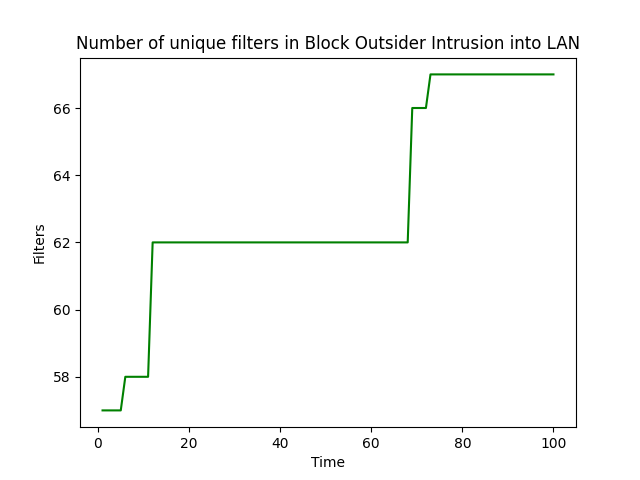 Number of unique filters in Block Outsider Intrusion into LAN
66
64
62
60
58
Filters
0 20 40 60 80 100
Time